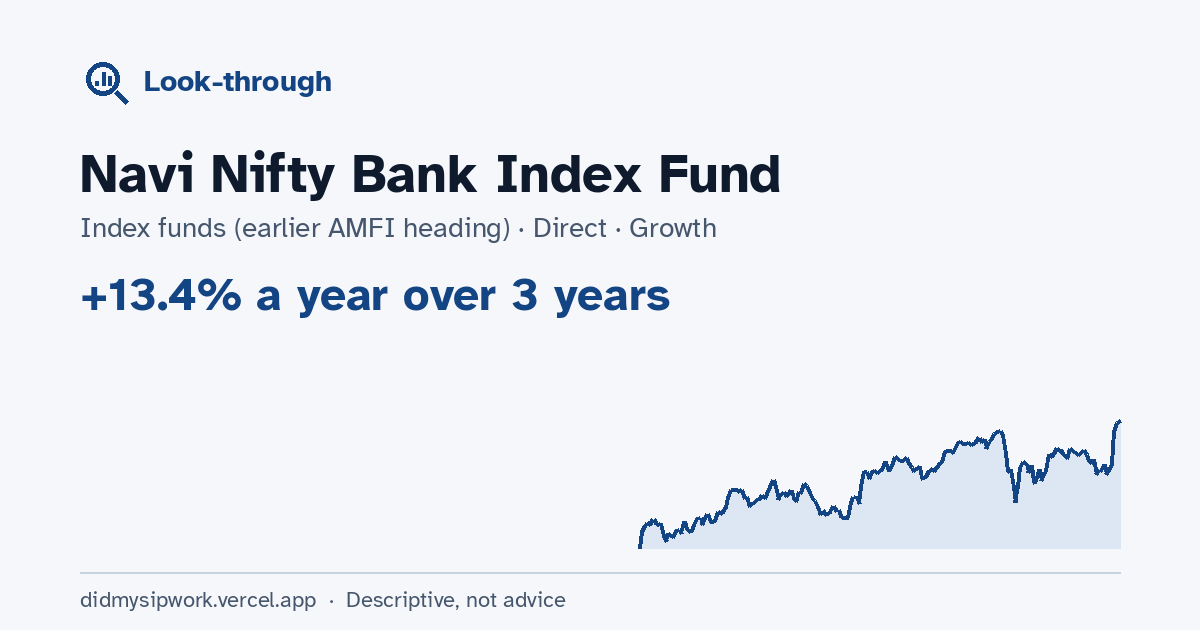 Look-through
Navi Nifty Bank Index Fund
Index funds (earlier AMFI heading) · Direct · Growth
+13.4% a year over 3 years
didmysipwork.vercel.app · Descriptive, not advice